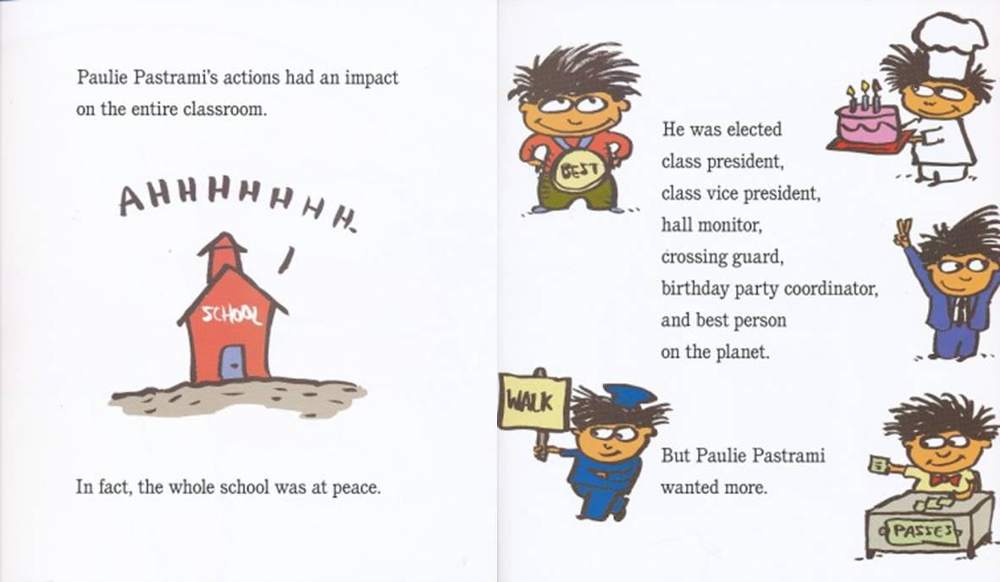 Paulie Pastrami's actions had an impact
on the entire classroom.
AHHHHHHH.
SCHOOL
In fact, the whole school was at peace.
BEST
He was elected
class president,
class vice president,
hall monitor,
crossing guard,
birthday party coordinator,
and best person
on the planet.
WALK
But Paulie Pastrami
wanted more.
PASSES